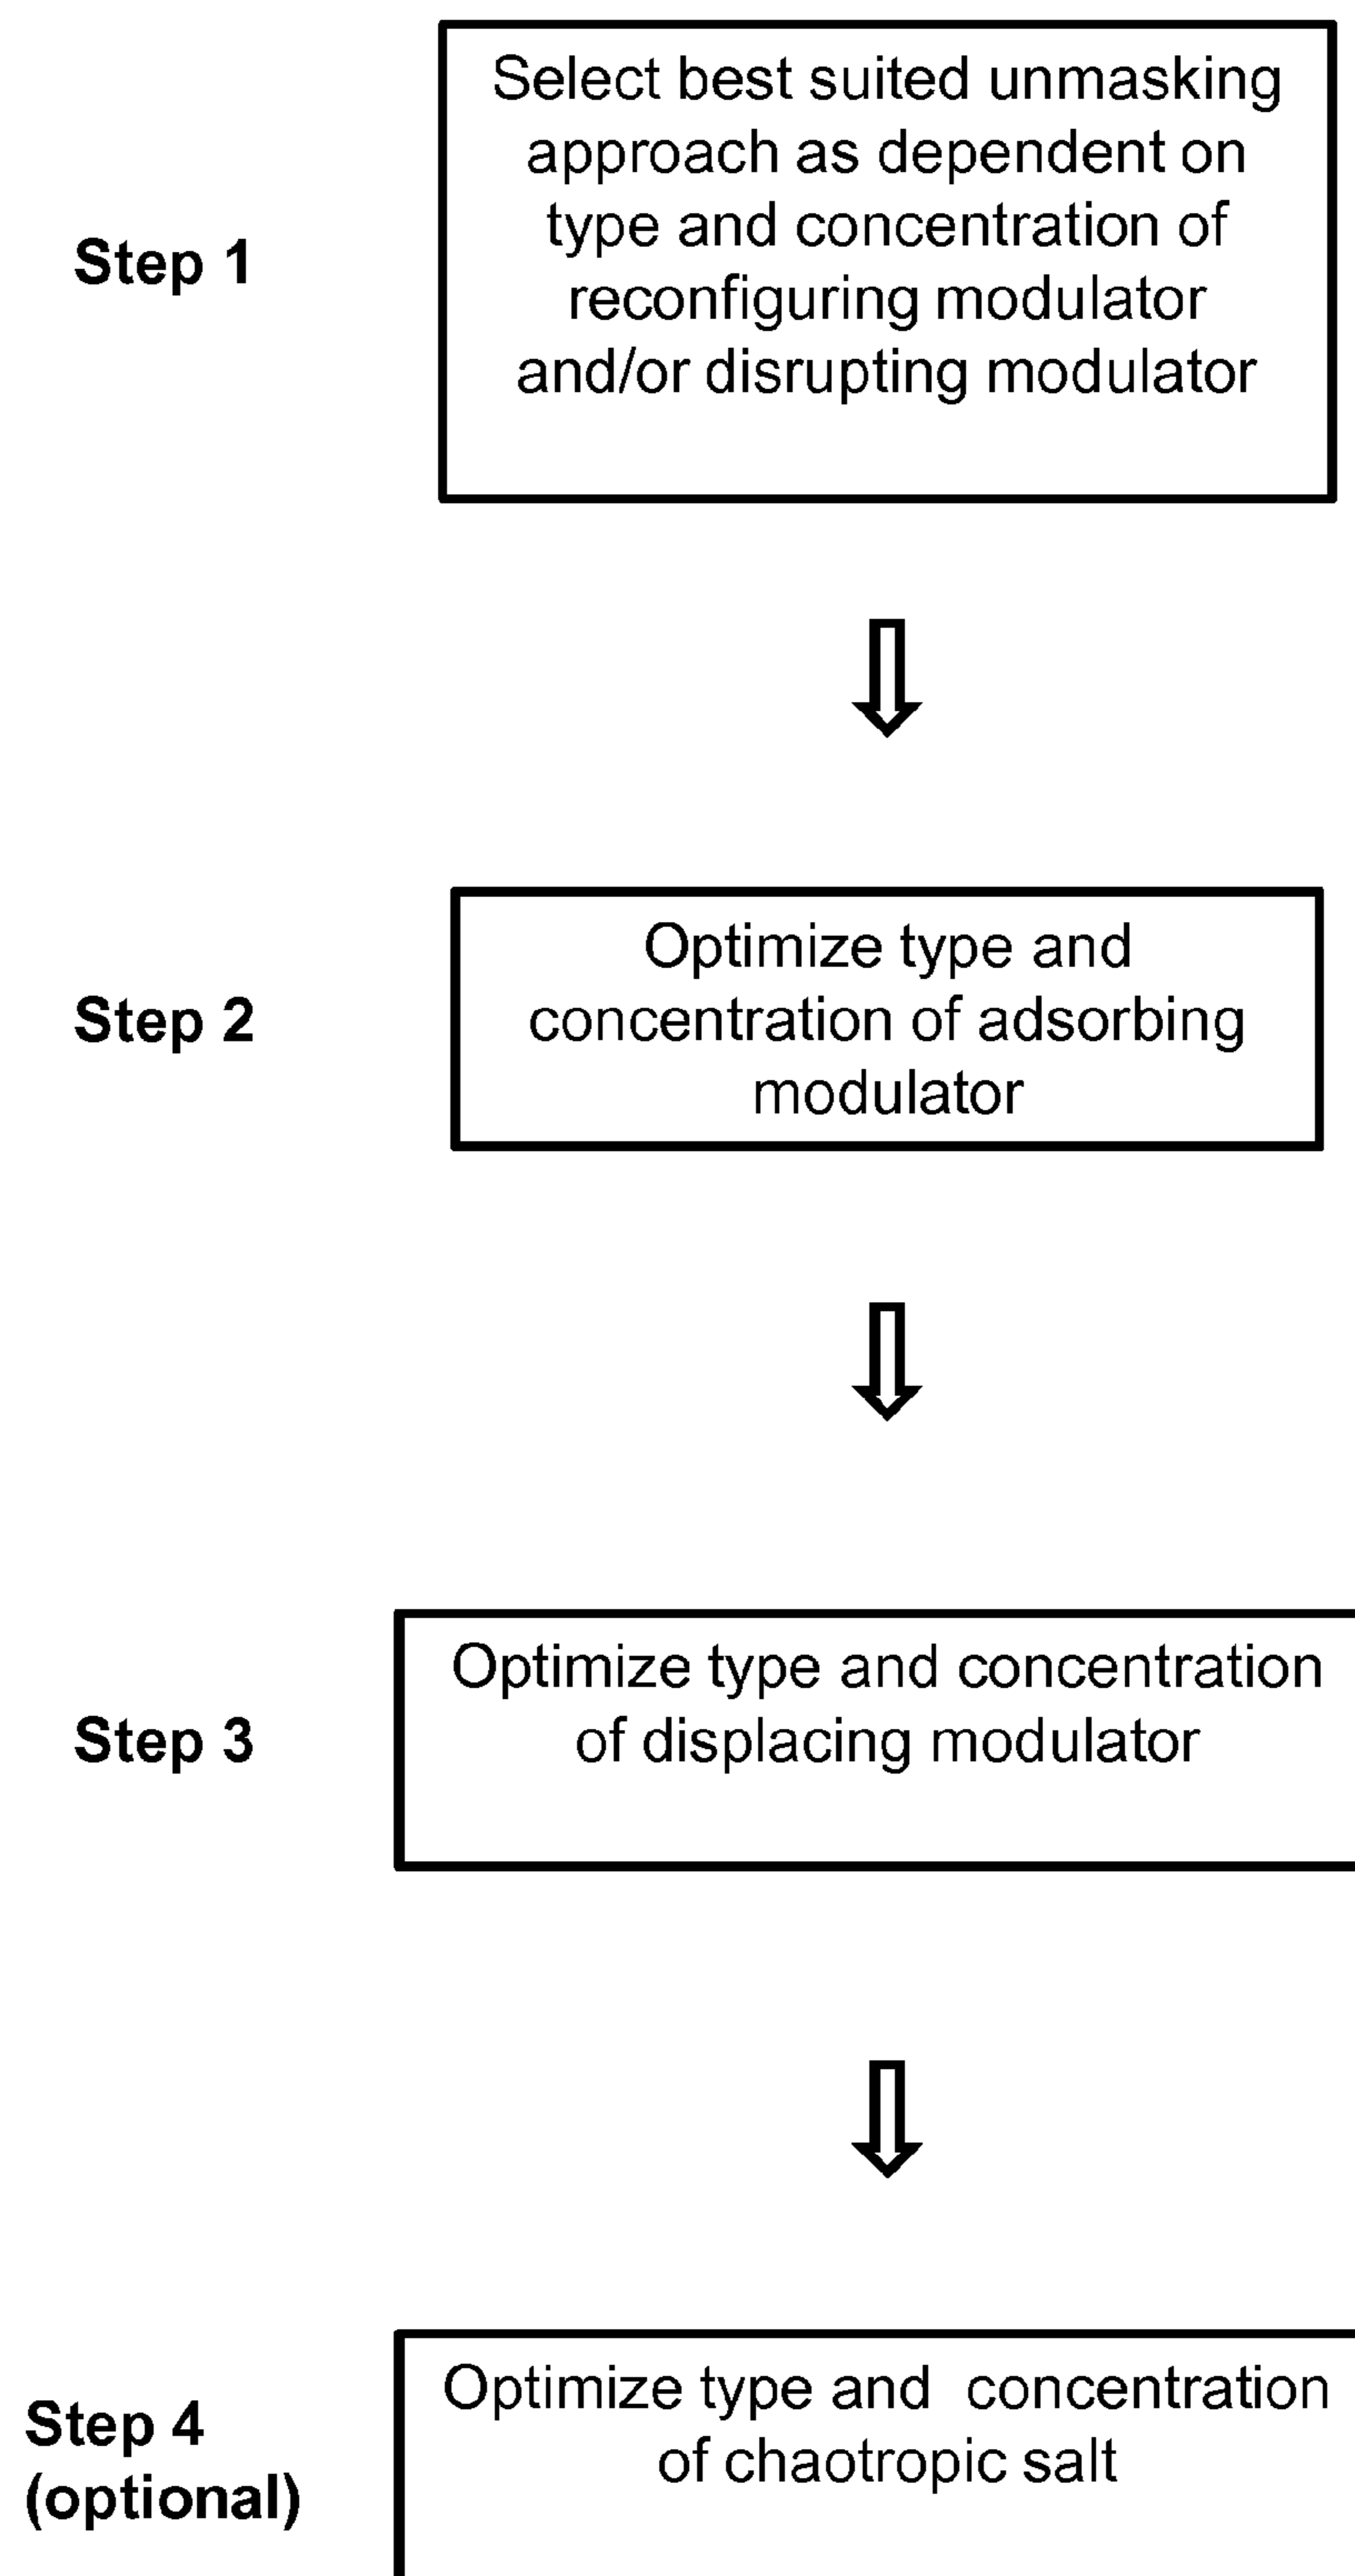 Step 1
Select best suited unmasking
approach as dependent on
type and concentration of
reconfiguring modulator
and/or disrupting modulator
Step 2
Optimize type and
concentration of adsorbing
modulator
Step 3
Optimize type and concentration
of displacing modulator
Step 4
(optional)
Optimize type and  concentration
of chaotropic salt